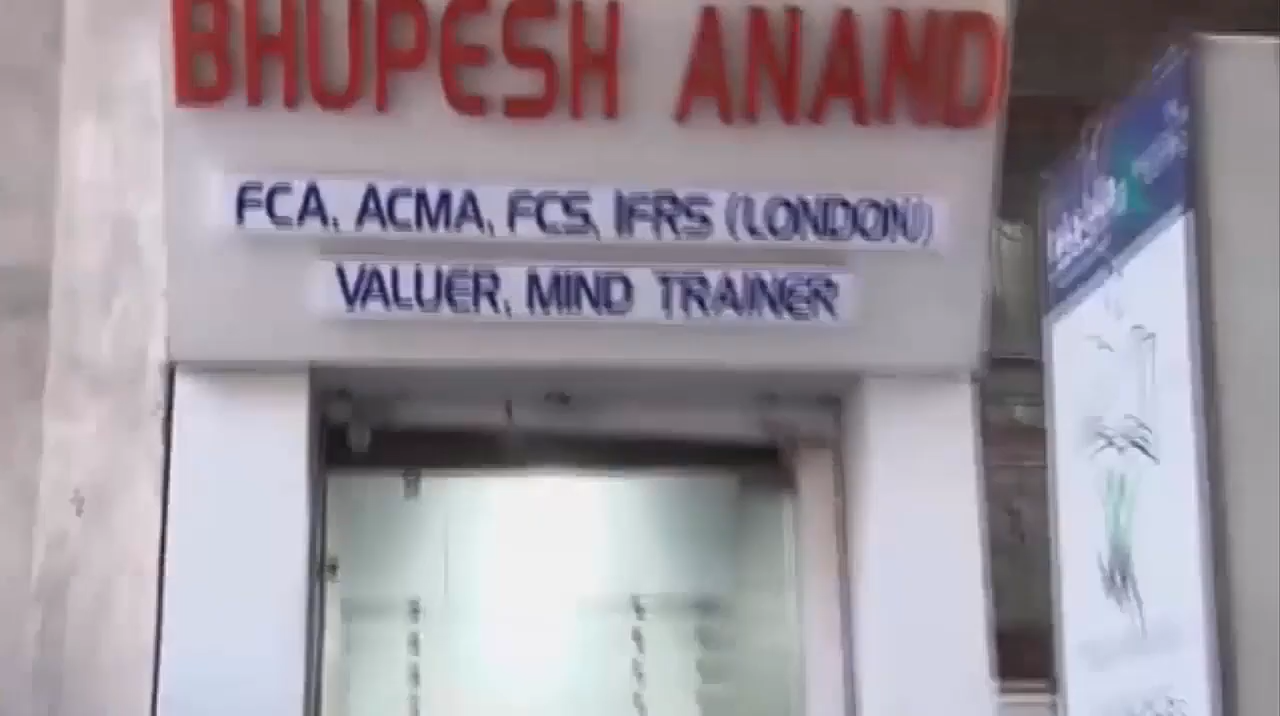 BHUPESH ANAND
FCA, ACMA, FCS, IFRS (LONDON)
VALUER, MIND TRAINER